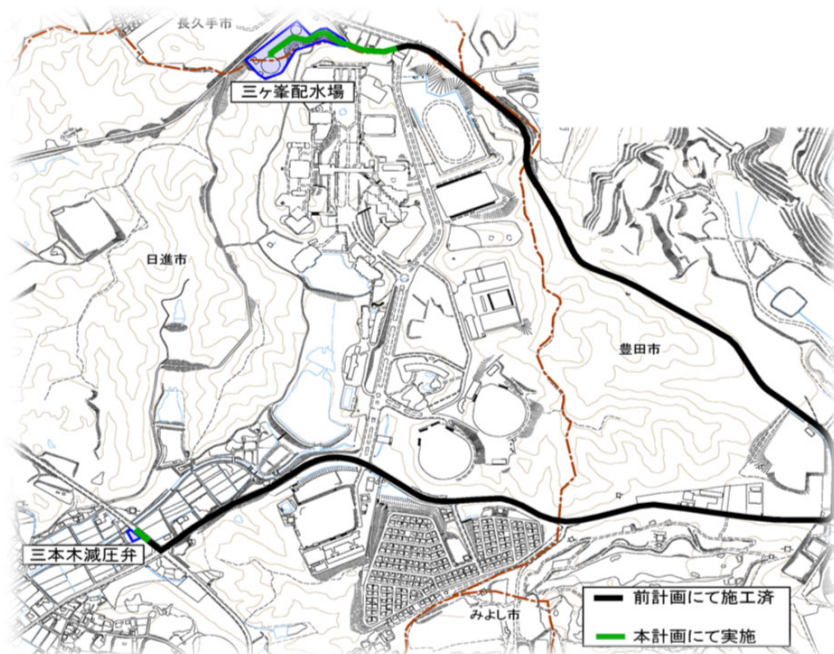 長久手市
三ヶ峯配水場
日進市
豊田市
三本木減圧弁
みよし市
前計画にて施工済
本計画にて実施